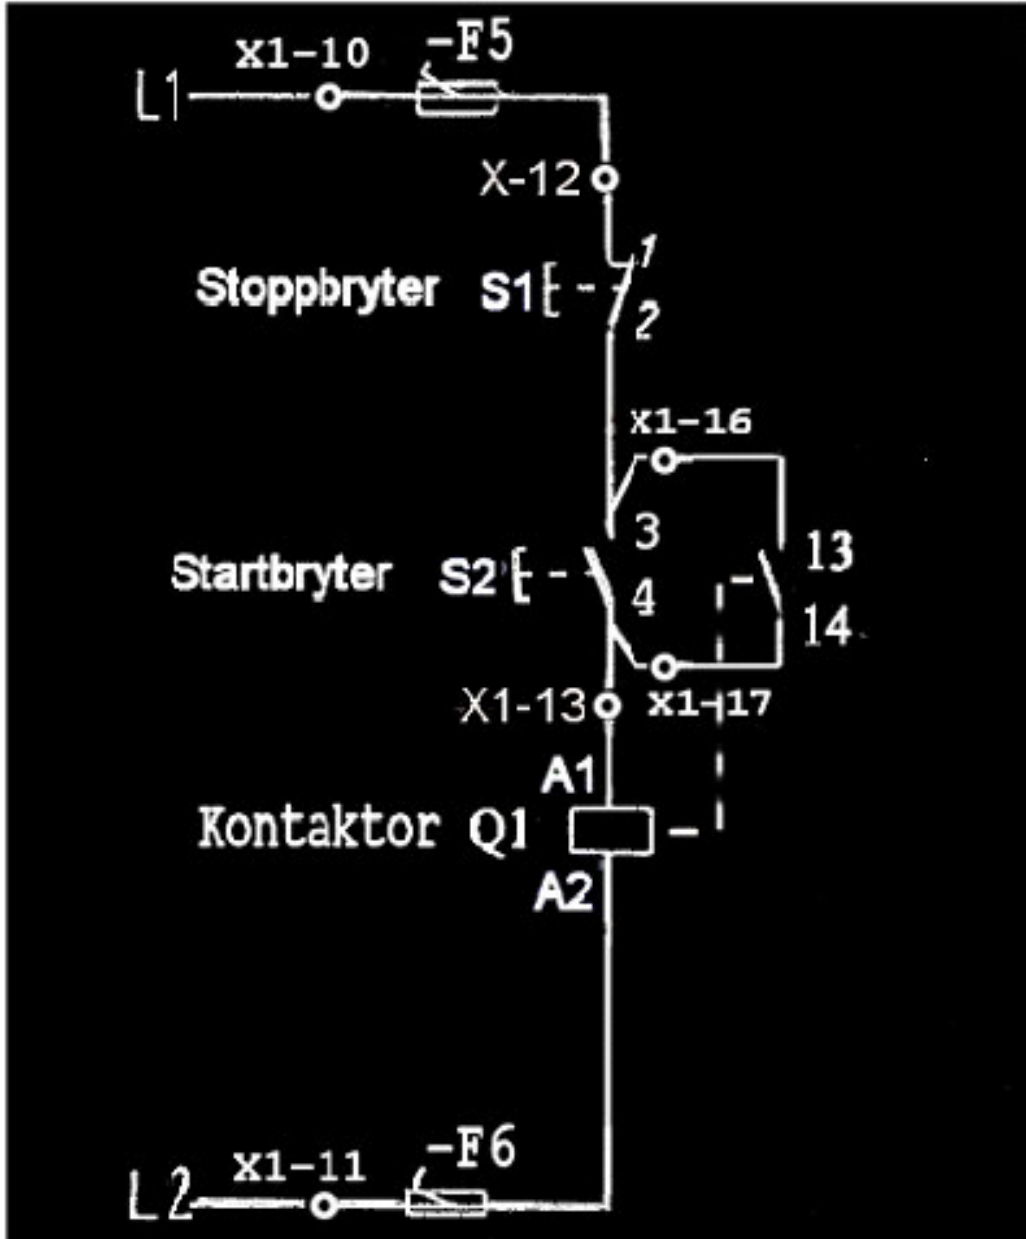 -F5
X1-10
L1
X-12
1
Stoppbryter S1
2
X1-16
3
13
Startbryter S2
4
14
X1-13
X1-17
A1
Kontaktor Q1
A2
-F6
X1-11
L2